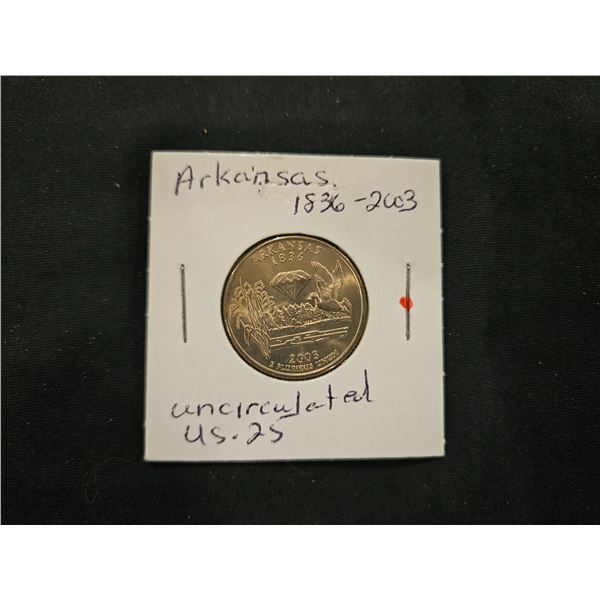 Arkansas.
1836-2003
ARKANSAS
1836
2003
E PLURIBUS UNUM
uncirculated
US.25